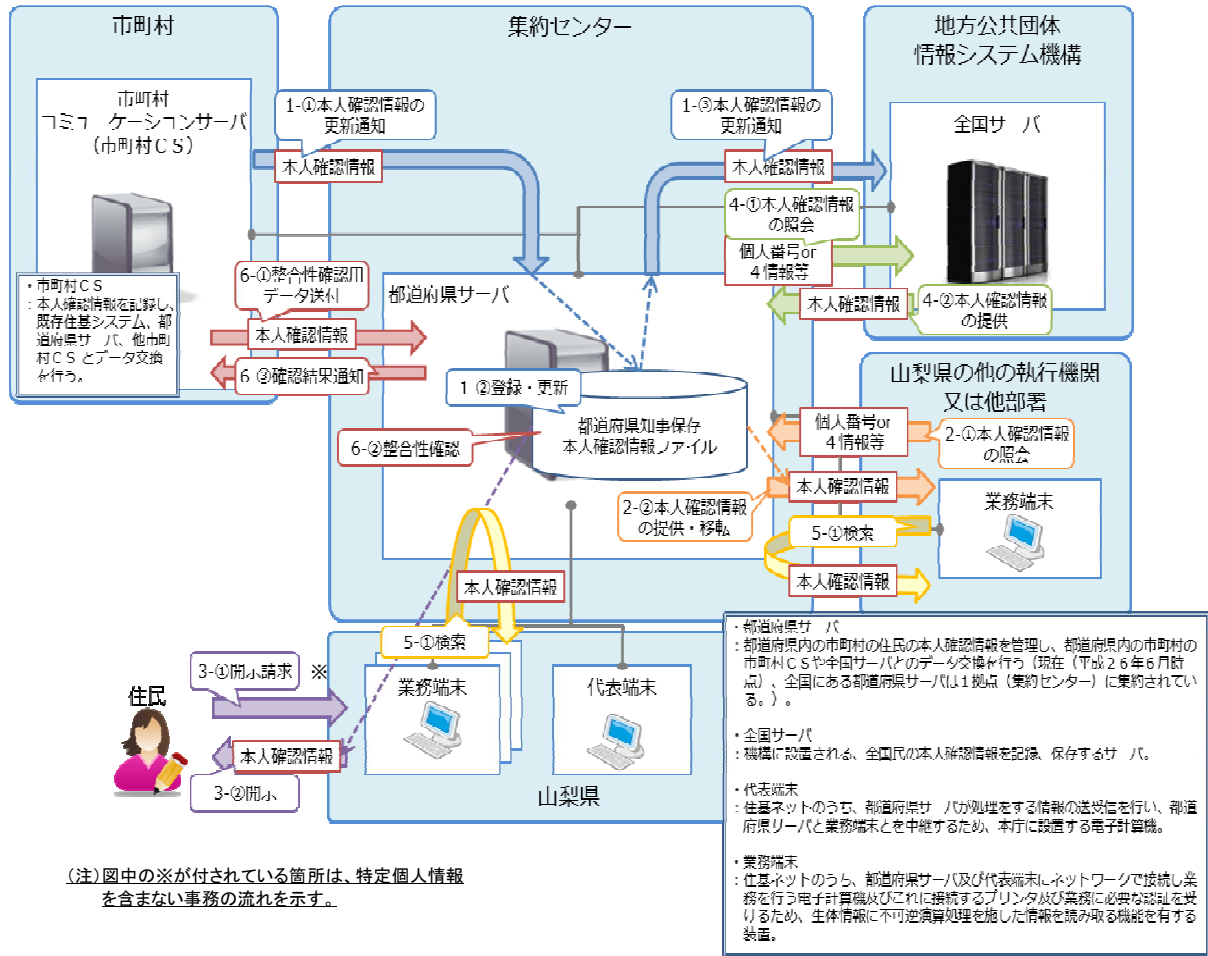 市町村
集約センター
地方公共団体
情報システム機構
市町村
コミュニケーションサーバ
(市町村CS)
1-①本人確認情報の
更新通知
本人確認情報
1-③本人確認情報の
更新通知
本人確認情報
全国サーバ
4-①本人確認情報
の照会
個人番号or
4情報等
本人確認情報
4-②本人確認情報
の提供
・市町村CS
：本人確認情報を記録し、
既存住基システム、都
道府県サーバ、他市町
村CSとデータ交換
を行う。
6-①整合性確認用
データ送付
本人確認情報
6-③確認結果通知
都道府県サーバ
1-②登録・更新
都道府県知事保存
本人確認情報ファイル
6-②整合性確認
山梨県の他の執行機関
又は他部署
個人番号or
4情報等
2-①本人確認情報
の照会
本人確認情報
2-②本人確認情報
の提供・移転
業務端末
5-①検索
本人確認情報
本人確認情報
5-①検索
3-①開示請求
※
住民
本人確認情報
3-②開示
業務端末
代表端末
山梨県
・都道府県サーバ
：都道府県内の市町村の住民の本人確認情報を管理し、都道府県内の市町村の
市町村CSや全国サーバとのデータ交換を行う（現在（平成26年6月時
点）、全国にある都道府県サーバは1拠点（集約センター）に集約されてい
る。）。
・全国サーバ
：機構に設置される、全国民の本人確認情報を記録、保存するサーバ。
・代表端末
：住基ネットのうち、都道府県サーバが処理をする情報の送受信を行い、都道
府県サーバと業務端末とを中継するため、本庁に設置する電子計算機。
・業務端末
：住基ネットのうち、都道府県サーバ及び代表端末にネットワークで接続し業
務を行う電子計算機及びこれに接続するプリンタ及び業務に必要な認証を受
けるため、生体情報に不可逆演算処理を施した情報を読み取る機能を有する
装置。
(注)図中の※が付されている箇所は、特定個人情報
を含まない事務の流れを示す。